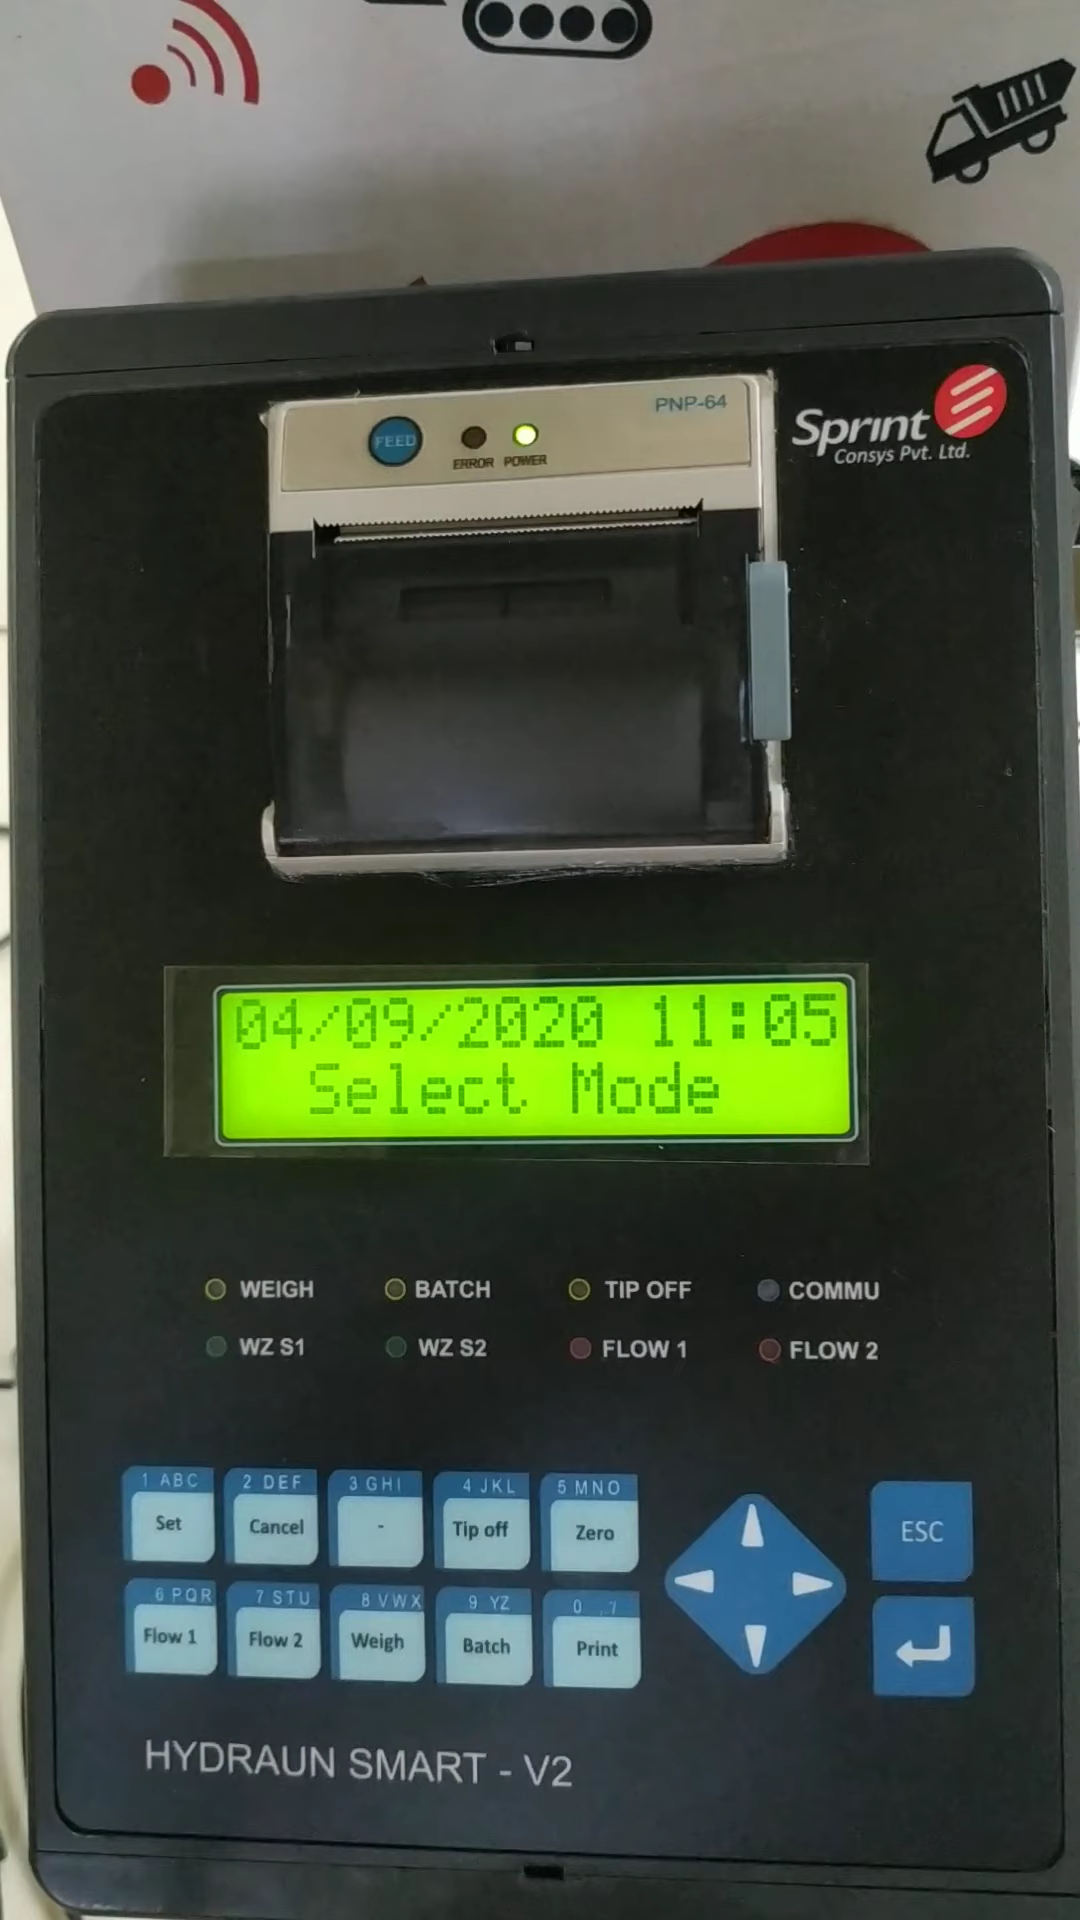 PNP-64
FEED
ERROR POWER
Sprint
Consys Pvt. Ltd.
04/09/2020 11:05
Select Mode
WEIGH BATCH TIP OFF COMMU
WZ S1 WZ S2 FLOW 1 FLOW 2
1 ABC 2 DEF 3 GHI 4 JKL 5 MNO
Set Cancel - Tip off Zero ESC
6 PQR 7 STU 8 VWX 9 YZ 0
Flow 1 Flow 2 Weigh Batch Print
HYDRAUN SMART - V2